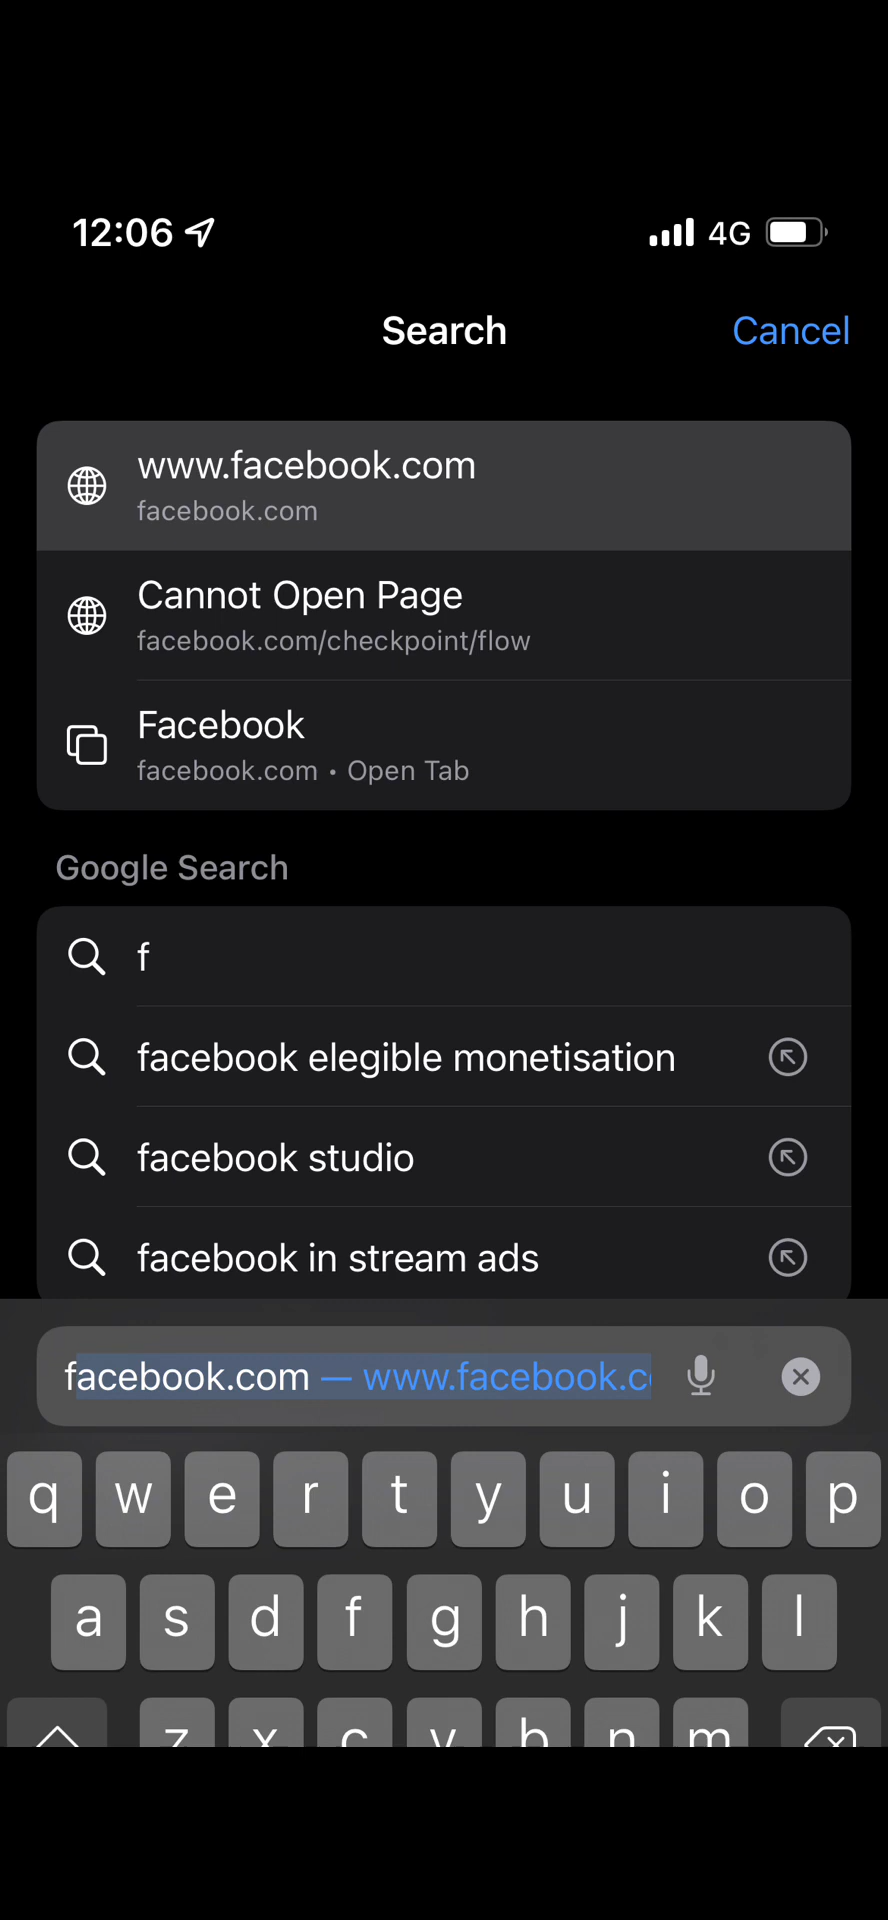 12:06
4G
Search
Cancel
www.facebook.com
facebook.com
Cannot Open Page
facebook.com/checkpoint/flow
Facebook
facebook.com • Open Tab
Google Search
f
facebook elegible monetisation
facebook studio
facebook in stream ads
facebook.com — www.facebook.c
q w e r t y u i o p
a s d f g h j k l
z x c v b n m